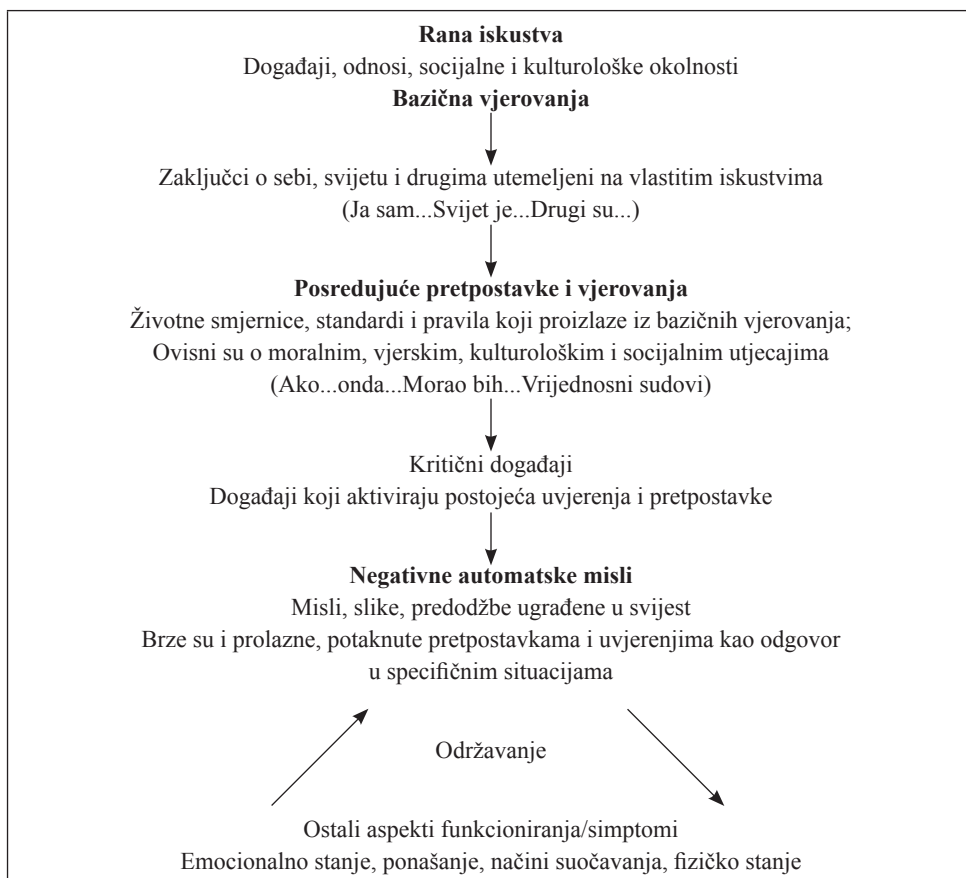 Rana iskustva
Događaji, odnosi, socijalne i kulturološke okolnosti
Bazična vjerovanja
Zaključci o sebi, svijetu i drugima utemeljeni na vlastitim iskustvima
(Ja sam...Svijet je...Drugi su...)
Posredujuće pretpostavke i vjerovanja
Životne smjernice, standardi i pravila koji proizlaze iz bazičnih vjerovanja;
Ovisni su o moralnim, vjerskim, kulturološkim i socijalnim utjecajima
(Ako...onda...Morao bih...Vrijednosni sudovi)
Kritični događaji
Događaji koji aktiviraju postojeća uvjerenja i pretpostavke
Negativne automatske misli
Misli, slike, predodžbe ugrađene u svijest
Brze su i prolazne, potaknute pretpostavkama i uvjerenjima kao odgovor
u specifičnim situacijama
Održavanje
Ostali aspekti funkcioniranja/simptomi
Emocionalno stanje, ponašanje, načini suočavanja, fizičko stanje